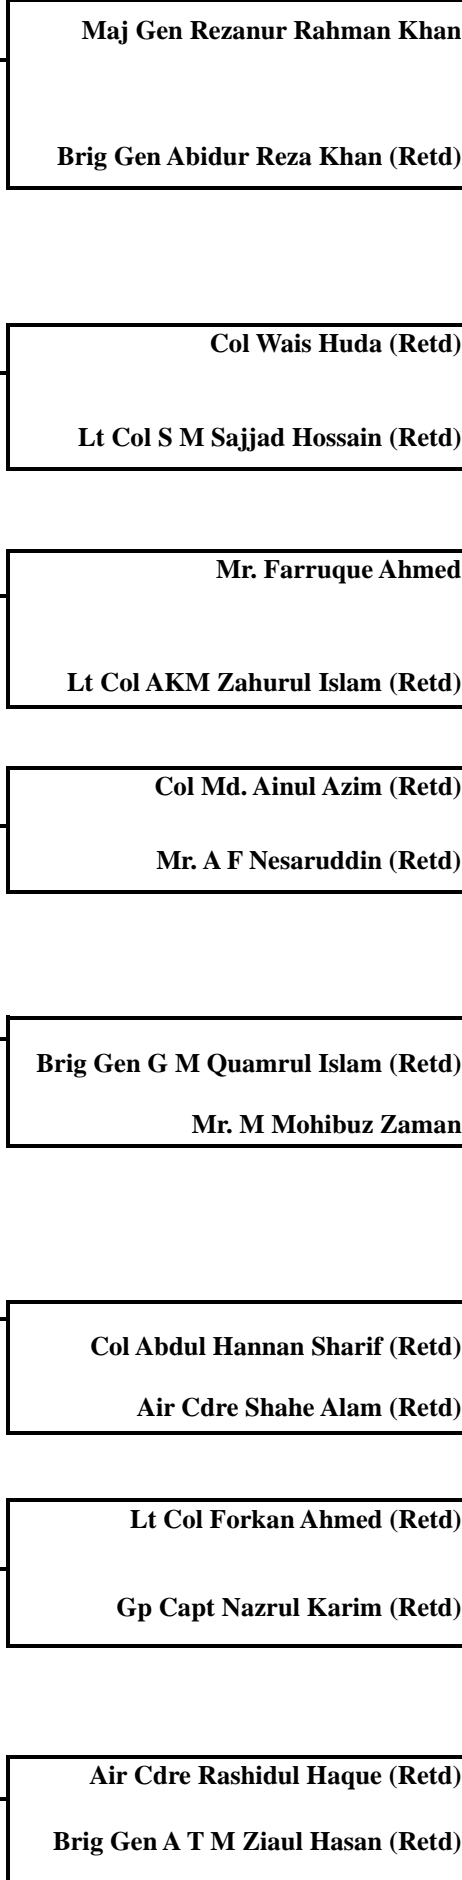 Maj Gen Rezanur Rahman Khan
Brig Gen Abidur Reza Khan (Retd)
Col Wais Huda (Retd)
Lt Col S M Sajjad Hossain (Retd)
Mr. Farruque Ahmed
Lt Col AKM Zahurul Islam (Retd)
Col Md. Ainul Azim (Retd)
Mr. A F Nesaruddin (Retd)
Brig Gen G M Quamrul Islam (Retd)
Mr. M Mohibuz Zaman
Col Abdul Hannan Sharif (Retd)
Air Cdre Shahe Alam (Retd)
Lt Col Forkan Ahmed (Retd)
Gp Capt Nazrul Karim (Retd)
Air Cdre Rashidul Haque (Retd)
Brig Gen A T M Ziaul Hasan (Retd)